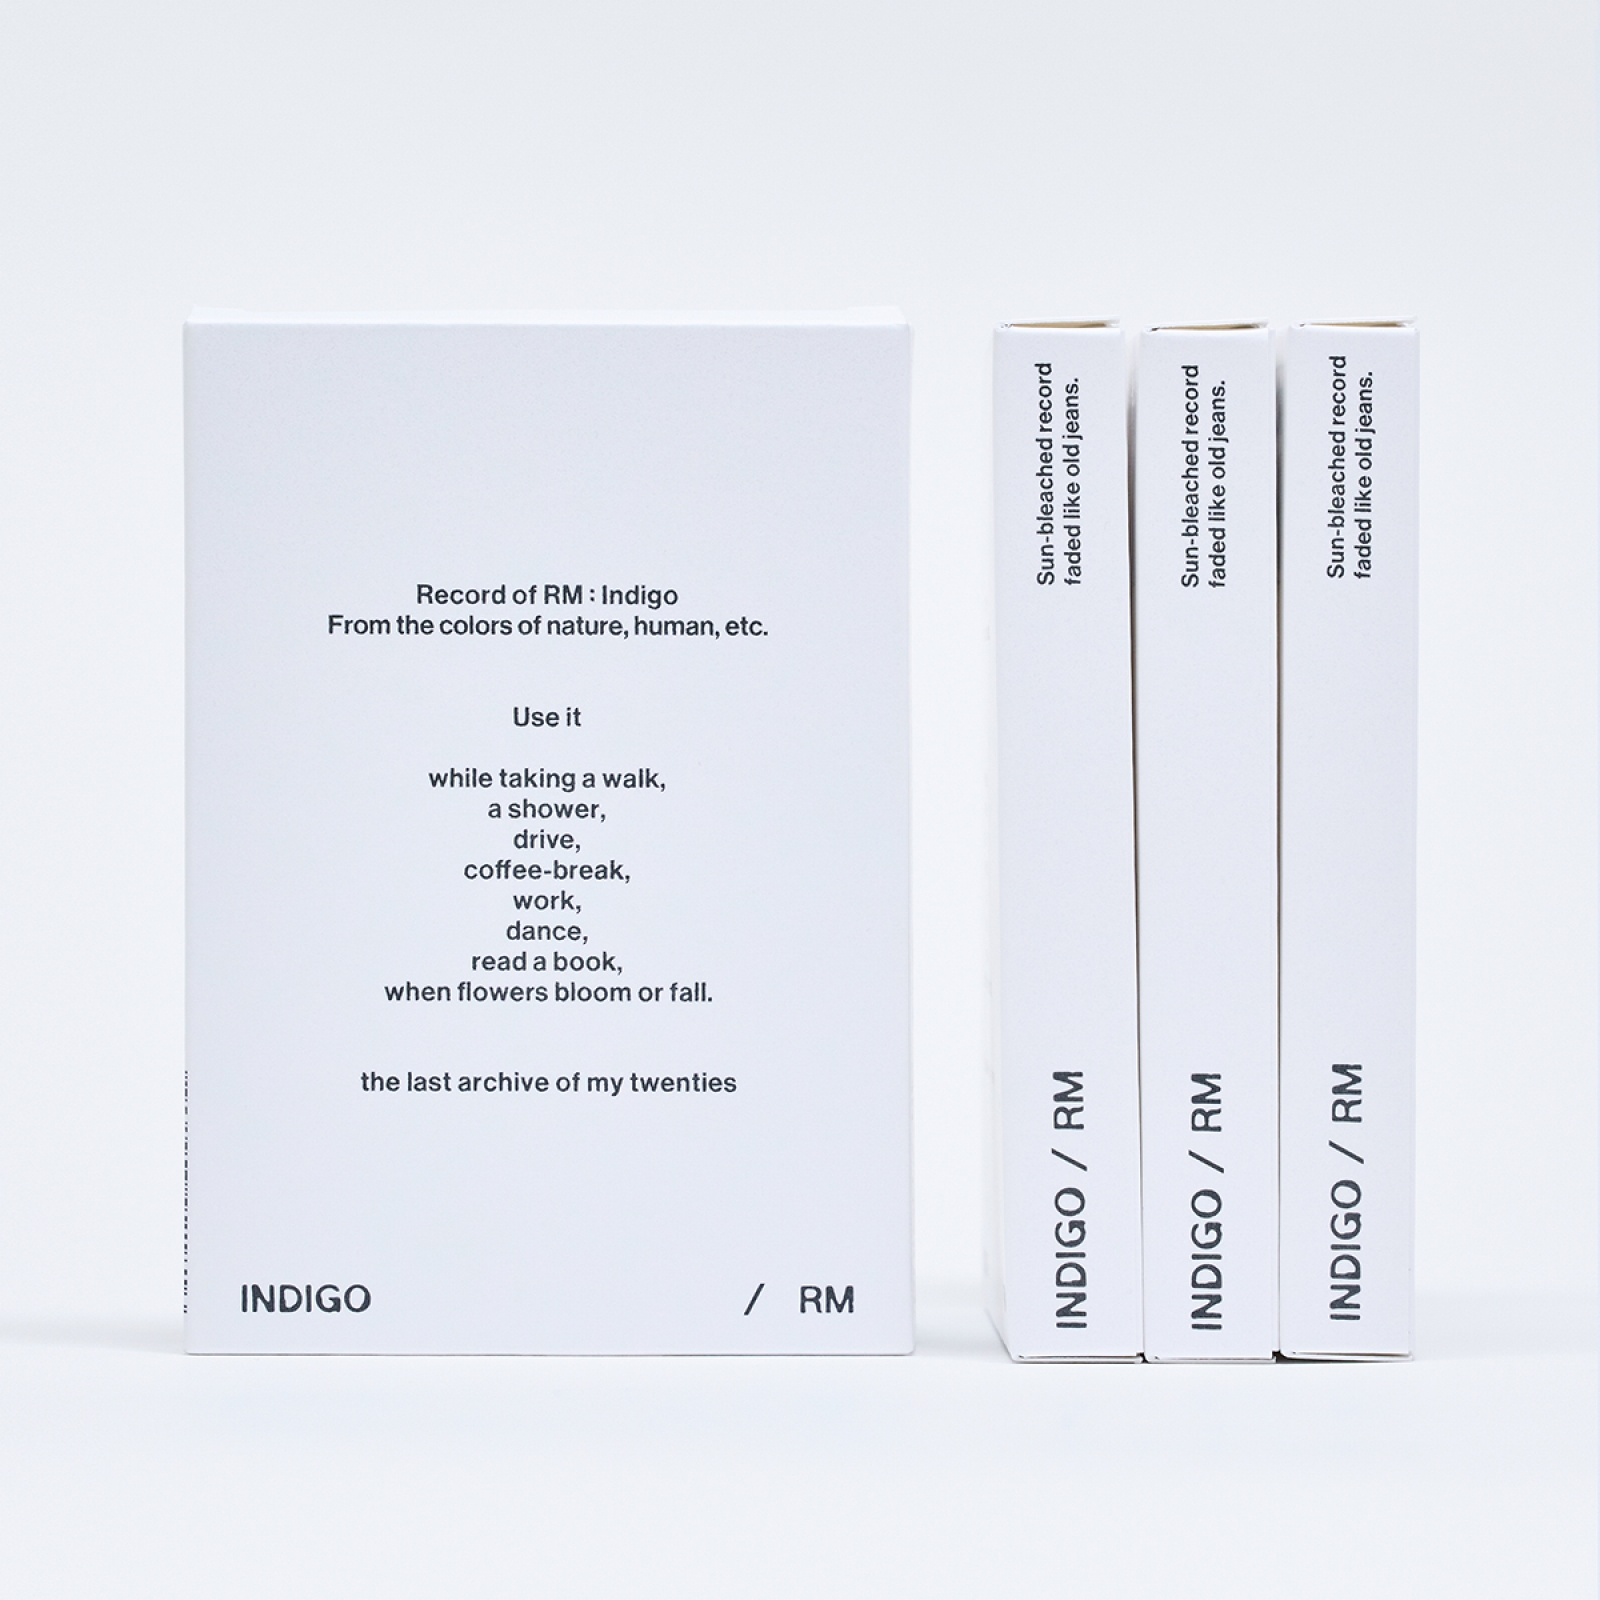 Record of RM : Indigo
From the colors of nature, human, etc.
Use it
while taking a walk,
a shower,
drive,
coffee-break,
work,
dance,
read a book,
when flowers bloom or fall.
the last archive of my twenties
INDIGO / RM
Sun-bleached record
faded like old jeans.
INDIGO / RM
Sun-bleached record
faded like old jeans.
INDIGO / RM
Sun-bleached record
faded like old jeans.
INDIGO / RM